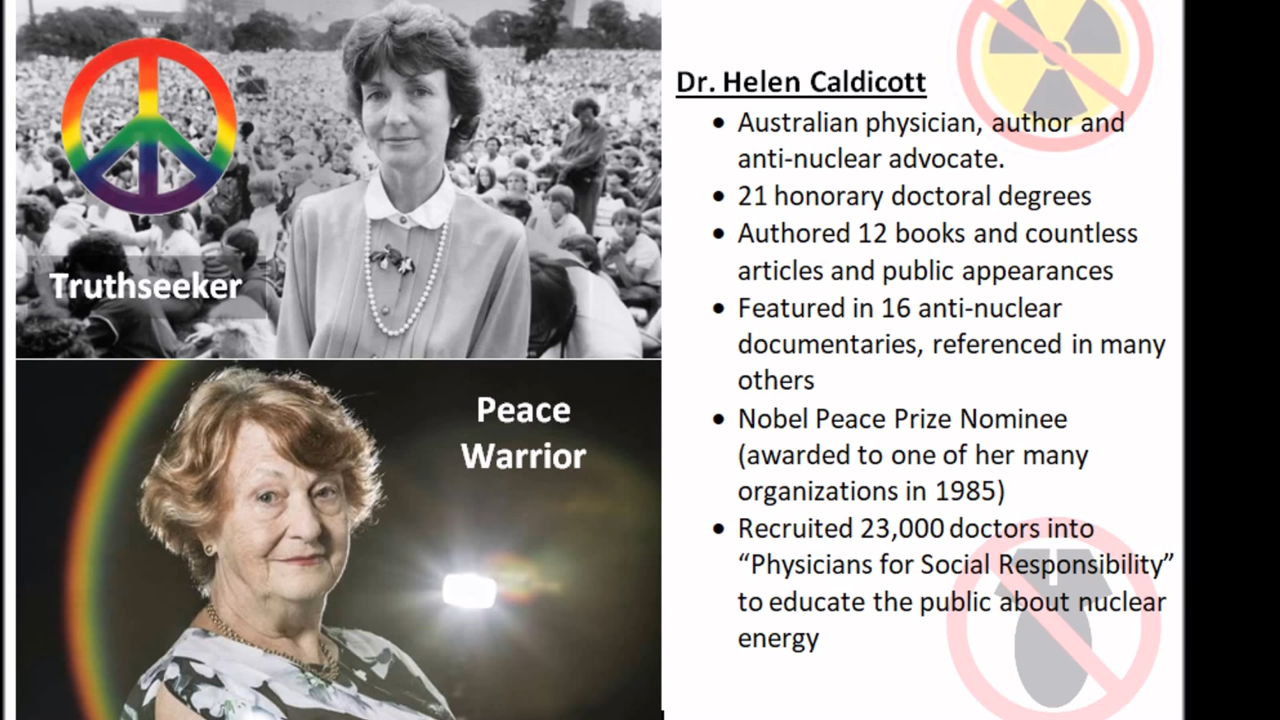 Truthseeker
Peace
Warrior
Dr. Helen Caldicott
• Australian physician, author and
anti-nuclear advocate.
• 21 honorary doctoral degrees
• Authored 12 books and countless
articles and public appearances
• Featured in 16 anti-nuclear
documentaries, referenced in many
others
• Nobel Peace Prize Nominee
(awarded to one of her many
organizations in 1985)
• Recruited 23,000 doctors into
“Physicians for Social Responsibility”
to educate the public about nuclear
energy